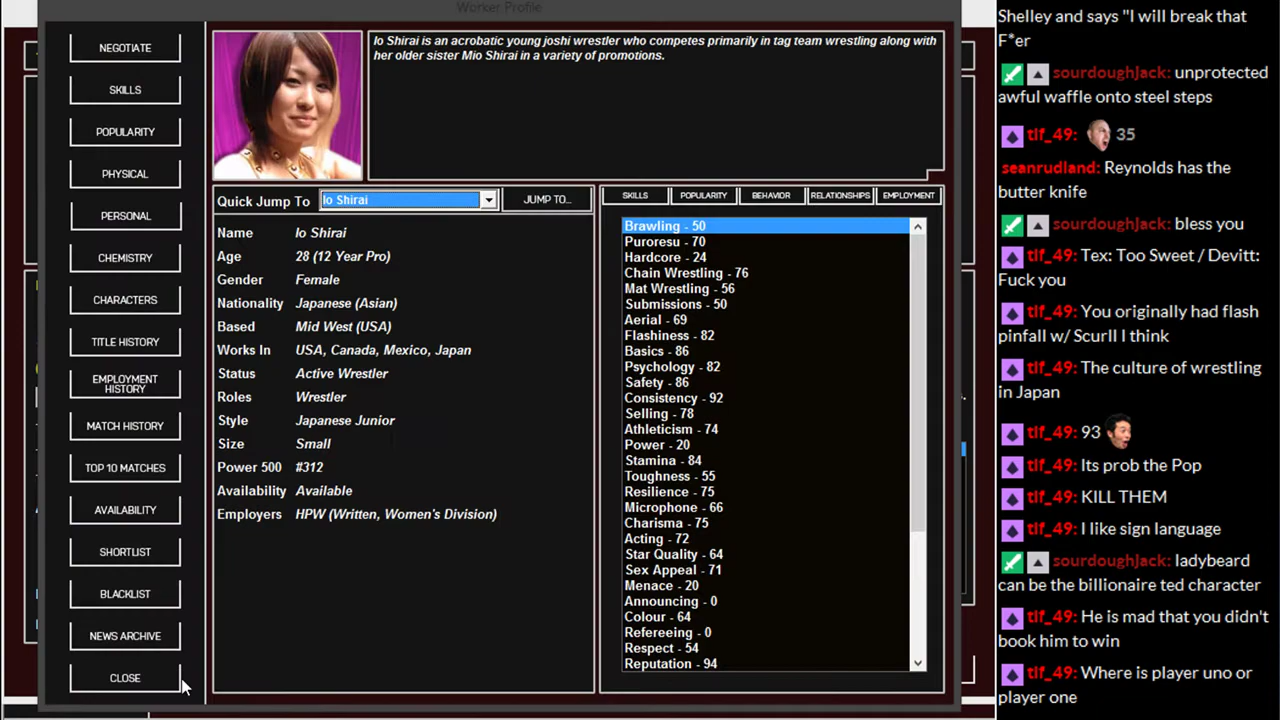 Worker Profile
NEGOTIATE
SKILLS
POPULARITY
PHYSICAL
PERSONAL
CHEMISTRY
CHARACTERS
TITLE HISTORY
EMPLOYMENT
HISTORY
MATCH HISTORY
TOP 10 MATCHES
AVAILABILITY
SHORTLIST
BLACKLIST
NEWS ARCHIVE
CLOSE
Io Shirai is an acrobatic young joshi wrestler who competes primarily in tag team wrestling along with
her older sister Mio Shirai in a variety of promotions.
Quick Jump To Io Shirai JUMP TO...
Name Io Shirai
Age 28 (12 Year Pro)
Gender Female
Nationality Japanese (Asian)
Based Mid West (USA)
Works In USA, Canada, Mexico, Japan
Status Active Wrestler
Roles Wrestler
Style Japanese Junior
Size Small
Power 500 #312
Availability Available
Employers HPW (Written, Women's Division)
SKILLS POPULARITY BEHAVIOR RELATIONSHIPS EMPLOYMENT
Brawling - 50
Puroresu - 70
Hardcore - 24
Chain Wrestling - 76
Mat Wrestling - 56
Submissions - 50
Aerial - 69
Flashiness - 82
Basics - 86
Psychology - 82
Safety - 86
Consistency - 92
Selling - 78
Athleticism - 74
Power - 20
Stamina - 84
Toughness - 55
Resilience - 75
Microphone - 66
Charisma - 75
Acting - 72
Star Quality - 64
Sex Appeal - 71
Menace - 20
Announcing - 0
Colour - 64
Refereeing - 0
Respect - 54
Reputation - 94
Shelley and says "I will break that
F*er
sourdoughjack: unprotected
awful waffle onto steel steps
tlf_49: 35
seanrudland: Reynolds has the
butter knife
sourdoughjack: bless you
tlf_49: Tex: Too Sweet / Devitt:
Fuck you
tlf_49: You originally had flash
pinfall w/ Scurll I think
tlf_49: The culture of wrestling
in Japan
tlf_49: 93
tlf_49: Its prob the Pop
tlf_49: KILL THEM
tlf_49: I like sign language
sourdoughjack: ladybeard
can be the billionaire ted character
tlf_49: He is mad that you didn't
book him to win
tlf_49: Where is player uno or
player one